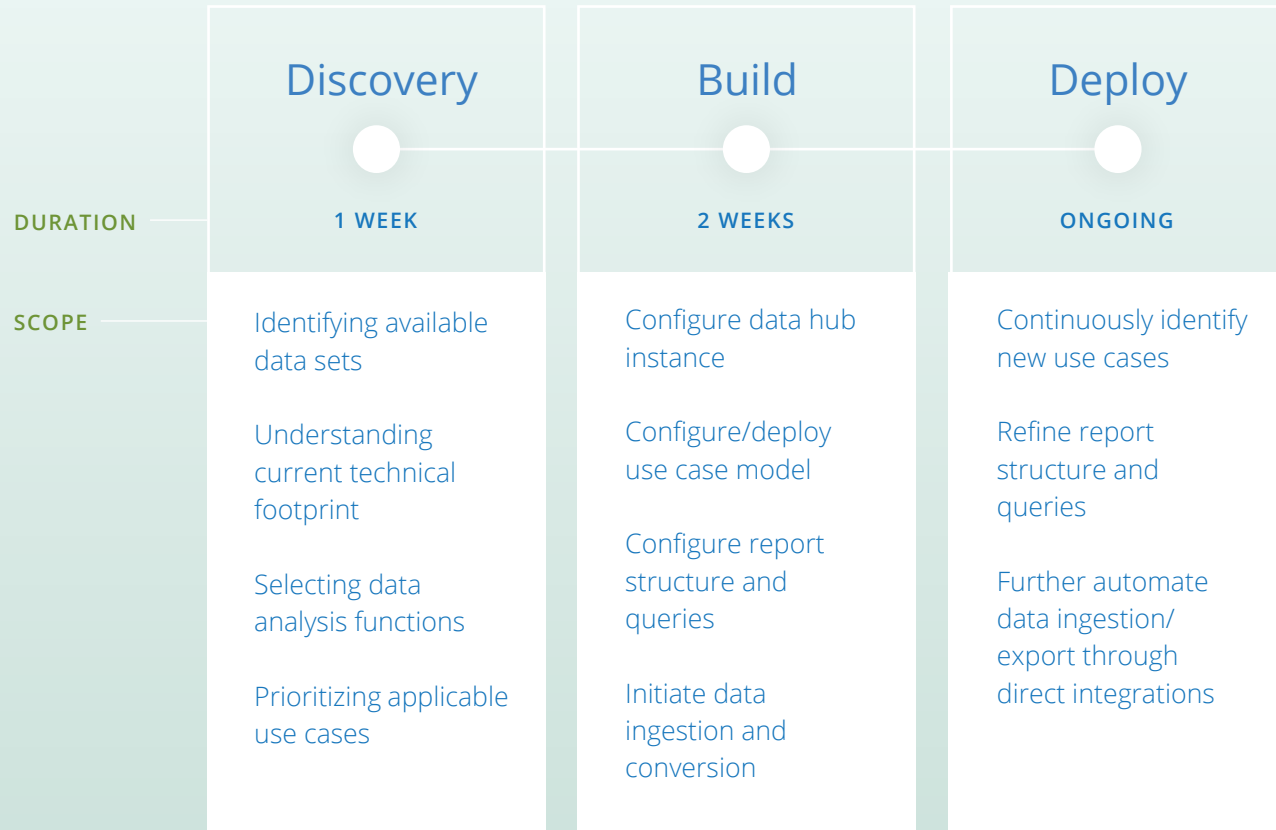 Discovery
Build
Deploy
DURATION
1 WEEK
2 WEEKS
ONGOING
SCOPE
Identifying available
data sets
Understanding
current technical
footprint
Selecting data
analysis functions
Prioritizing applicable
use cases
Configure data hub
instance
Configure/deploy
use case model
Configure report
structure and
queries
Initiate data
ingestion and
conversion
Continuously identify
new use cases
Refine report
structure and
queries
Further automate
data ingestion/
export through
direct integrations